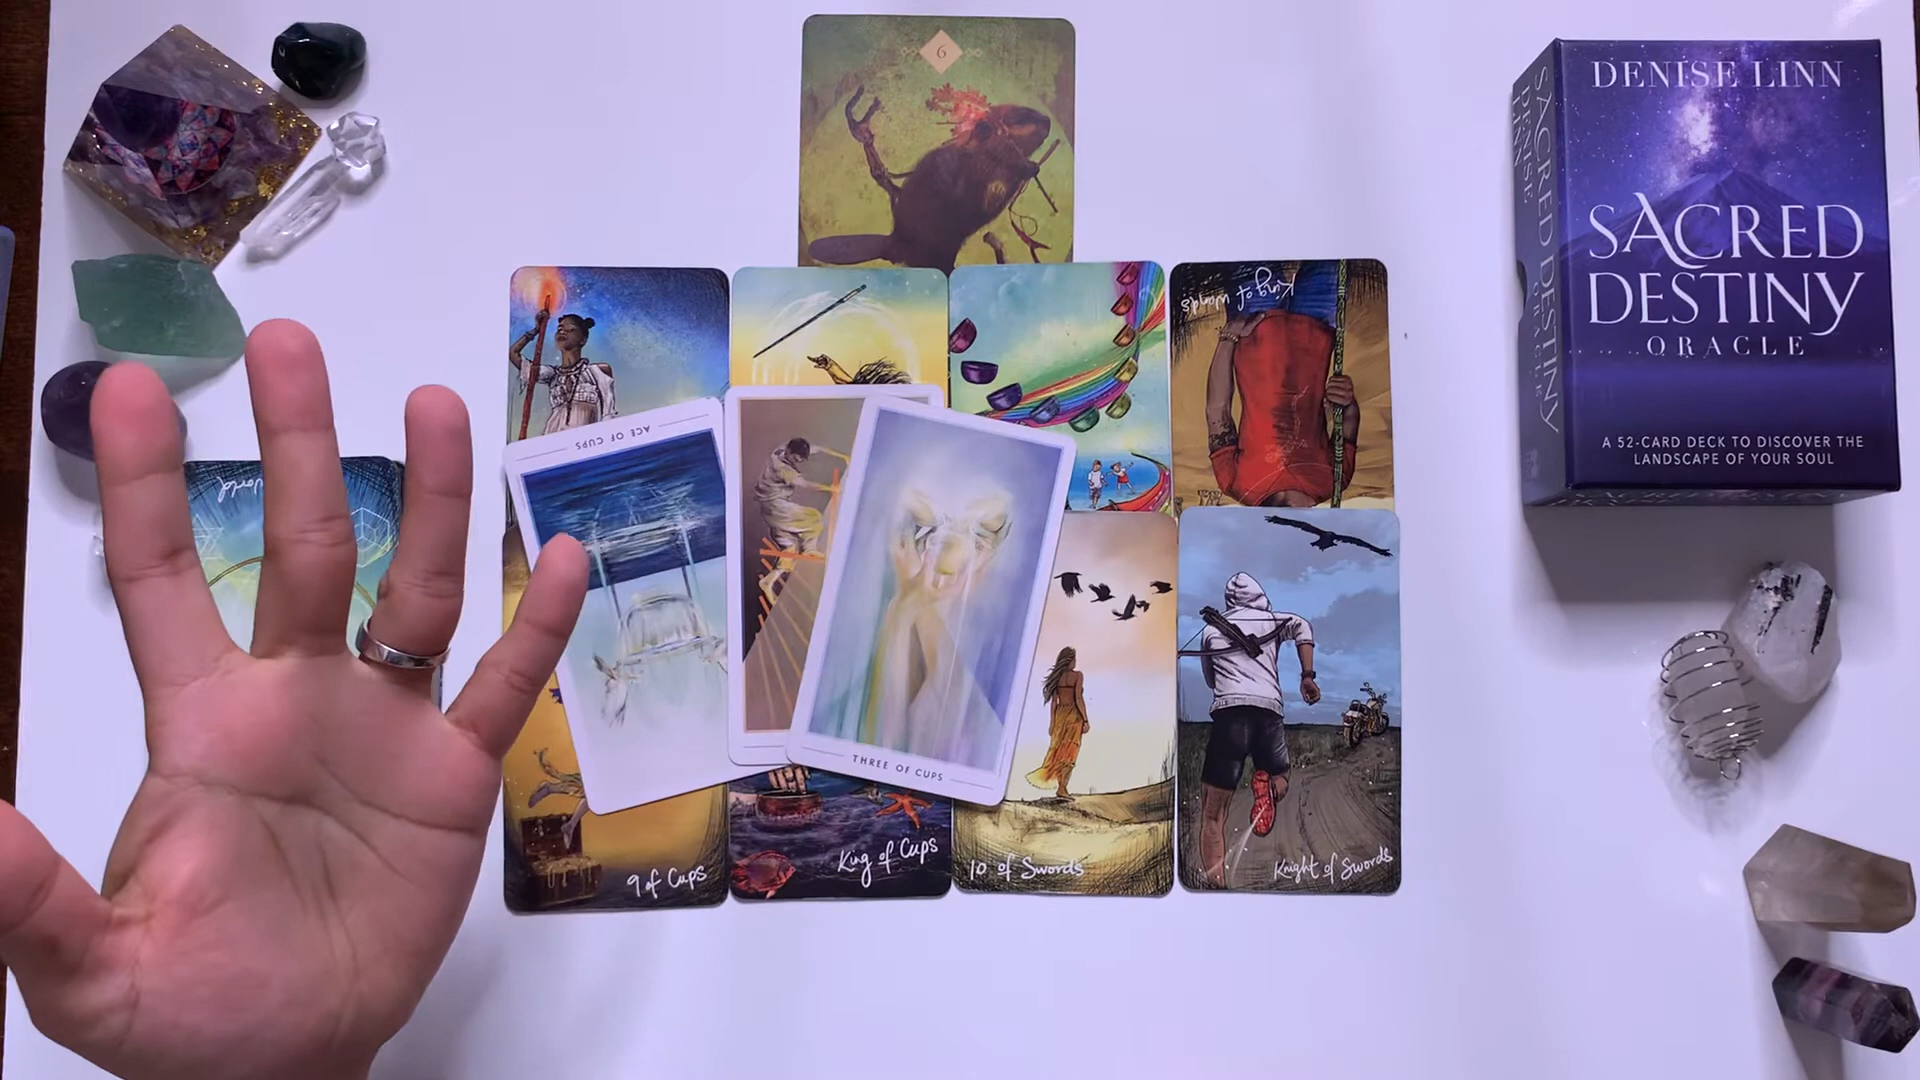 6
DENISE LINN
SACRED
DESTINY
ORACLE
A 52-CARD DECK TO DISCOVER THE
LANDSCAPE OF YOUR SOUL
SACRED DESTINY
ORACLE
DENISE
LINN
King of Wands
ACE OF CUPS
World
THREE OF CUPS
9 of Cups
King of Cups
10 of Swords
Knight of Swords